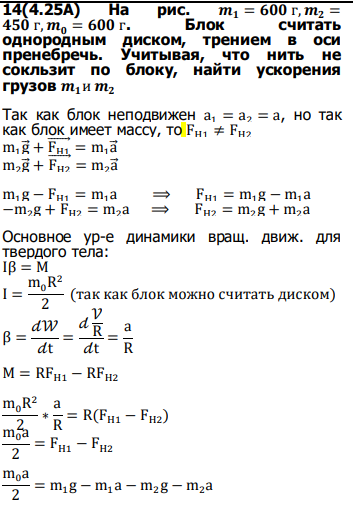 14(4.25А) На рис. m₁ = 600 г, m₂ =
450 г, m₀ = 600 г. Блок считать
однородным диском, трением в оси
пренебречь. Учитывая, что нить не
сокльзит по блоку, найти ускорения
грузов m₁ и m₂
Так как блок неподвижен a₁ = a₂ = a, но так
как блок имеет массу, то F_H1 ≠ F_H2
m₁g⃗ + F⃗_H1 = m₁a⃗
m₂g⃗ + F⃗_H2 = m₂a⃗
m₁g − F_H1 = m₁a ⟹ F_H1 = m₁g − m₁a
−m₂g + F_H2 = m₂a ⟹ F_H2 = m₂g + m₂a
Основное ур-е динамики вращ. движ. для
твердого тела:
Iβ = M
I = m₀R²/2 (так как блок можно считать диском)
β = dW/dt = d(V/R)/dt = a/R
M = RF_H1 − RF_H2
m₀R²/2 * a/R = R(F_H1 − F_H2)
m₀a/2 = F_H1 − F_H2
m₀a/2 = m₁g − m₁a − m₂g − m₂a